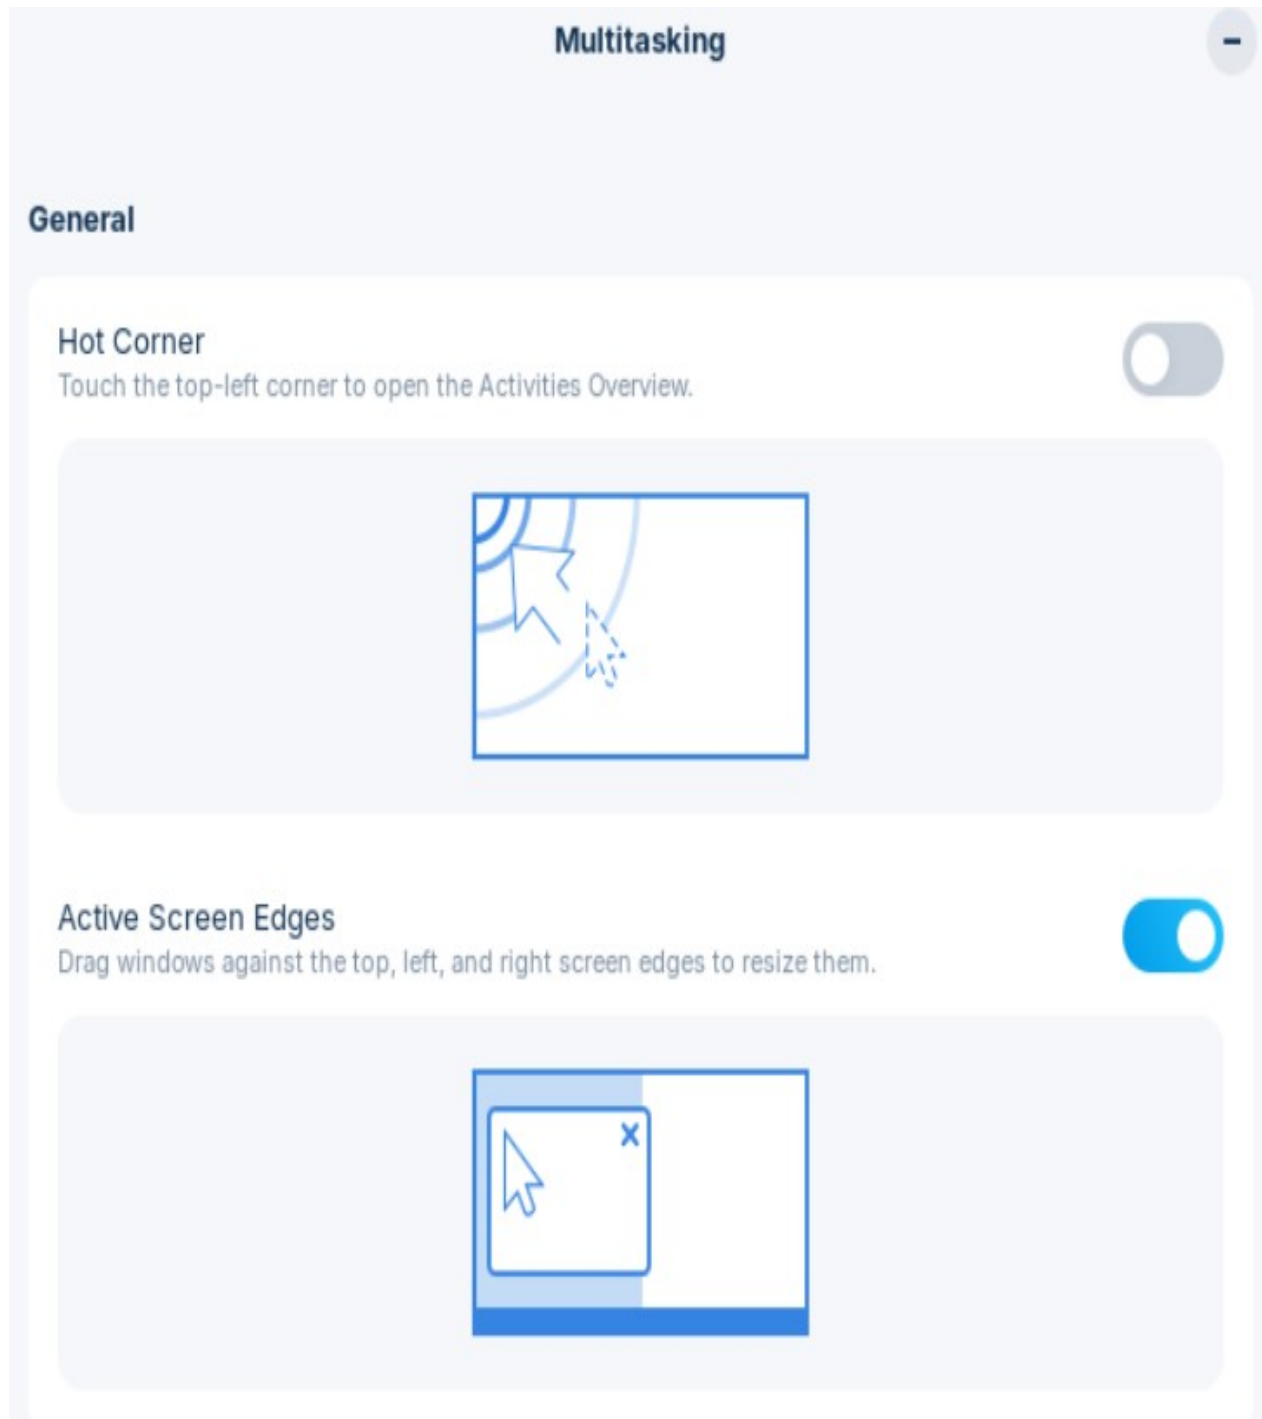 Multitasking
General
Hot Corner
Touch the top-left corner to open the Activities Overview.
Active Screen Edges
Drag windows against the top, left, and right screen edges to resize them.